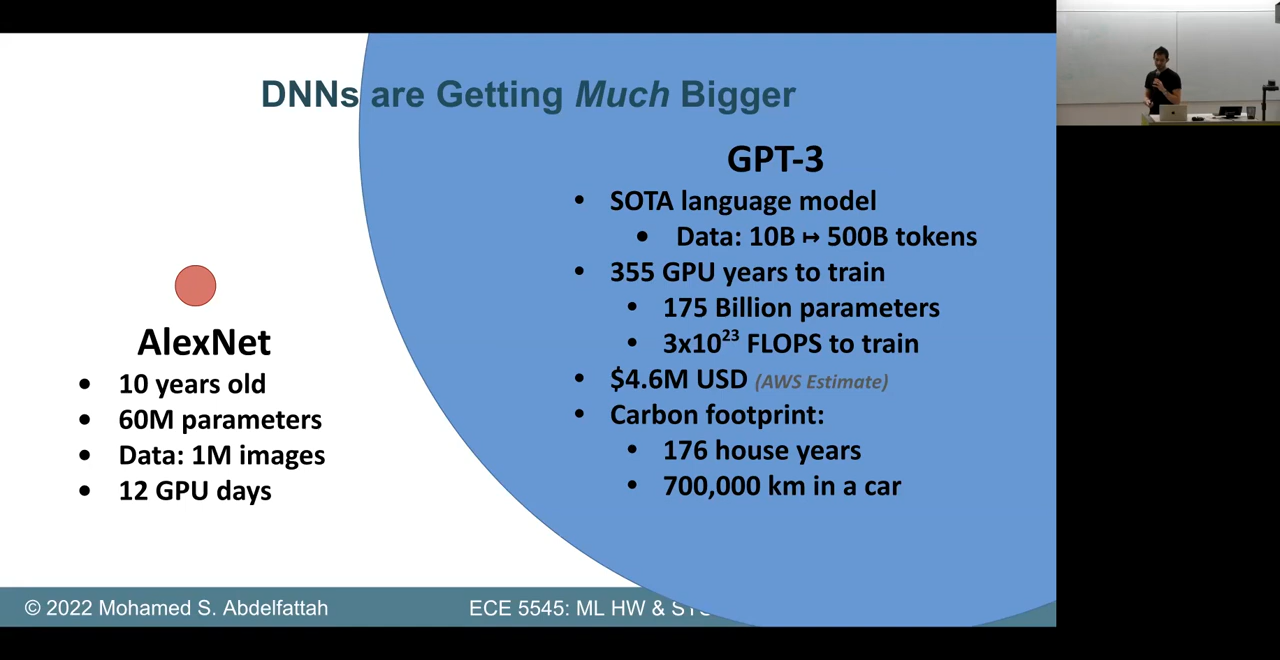 DNNs are Getting Much Bigger
AlexNet
• 10 years old
• 60M parameters
• Data: 1M images
• 12 GPU days
GPT-3
• SOTA language model
• Data: 10B ↦ 500B tokens
• 355 GPU years to train
• 175 Billion parameters
• 3x10²³ FLOPS to train
• $4.6M USD (AWS Estimate)
• Carbon footprint:
• 176 house years
• 700,000 km in a car
© 2022 Mohamed S. Abdelfattah
ECE 5545: ML HW &